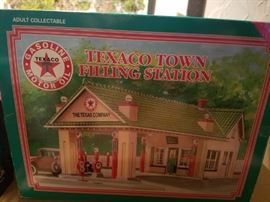 ADULT COLLECTABLE
GASOLINE
TEXACO
MOTOR OIL
TEXACO TOWN
FILLING STATION
THE TEXAS COMPANY